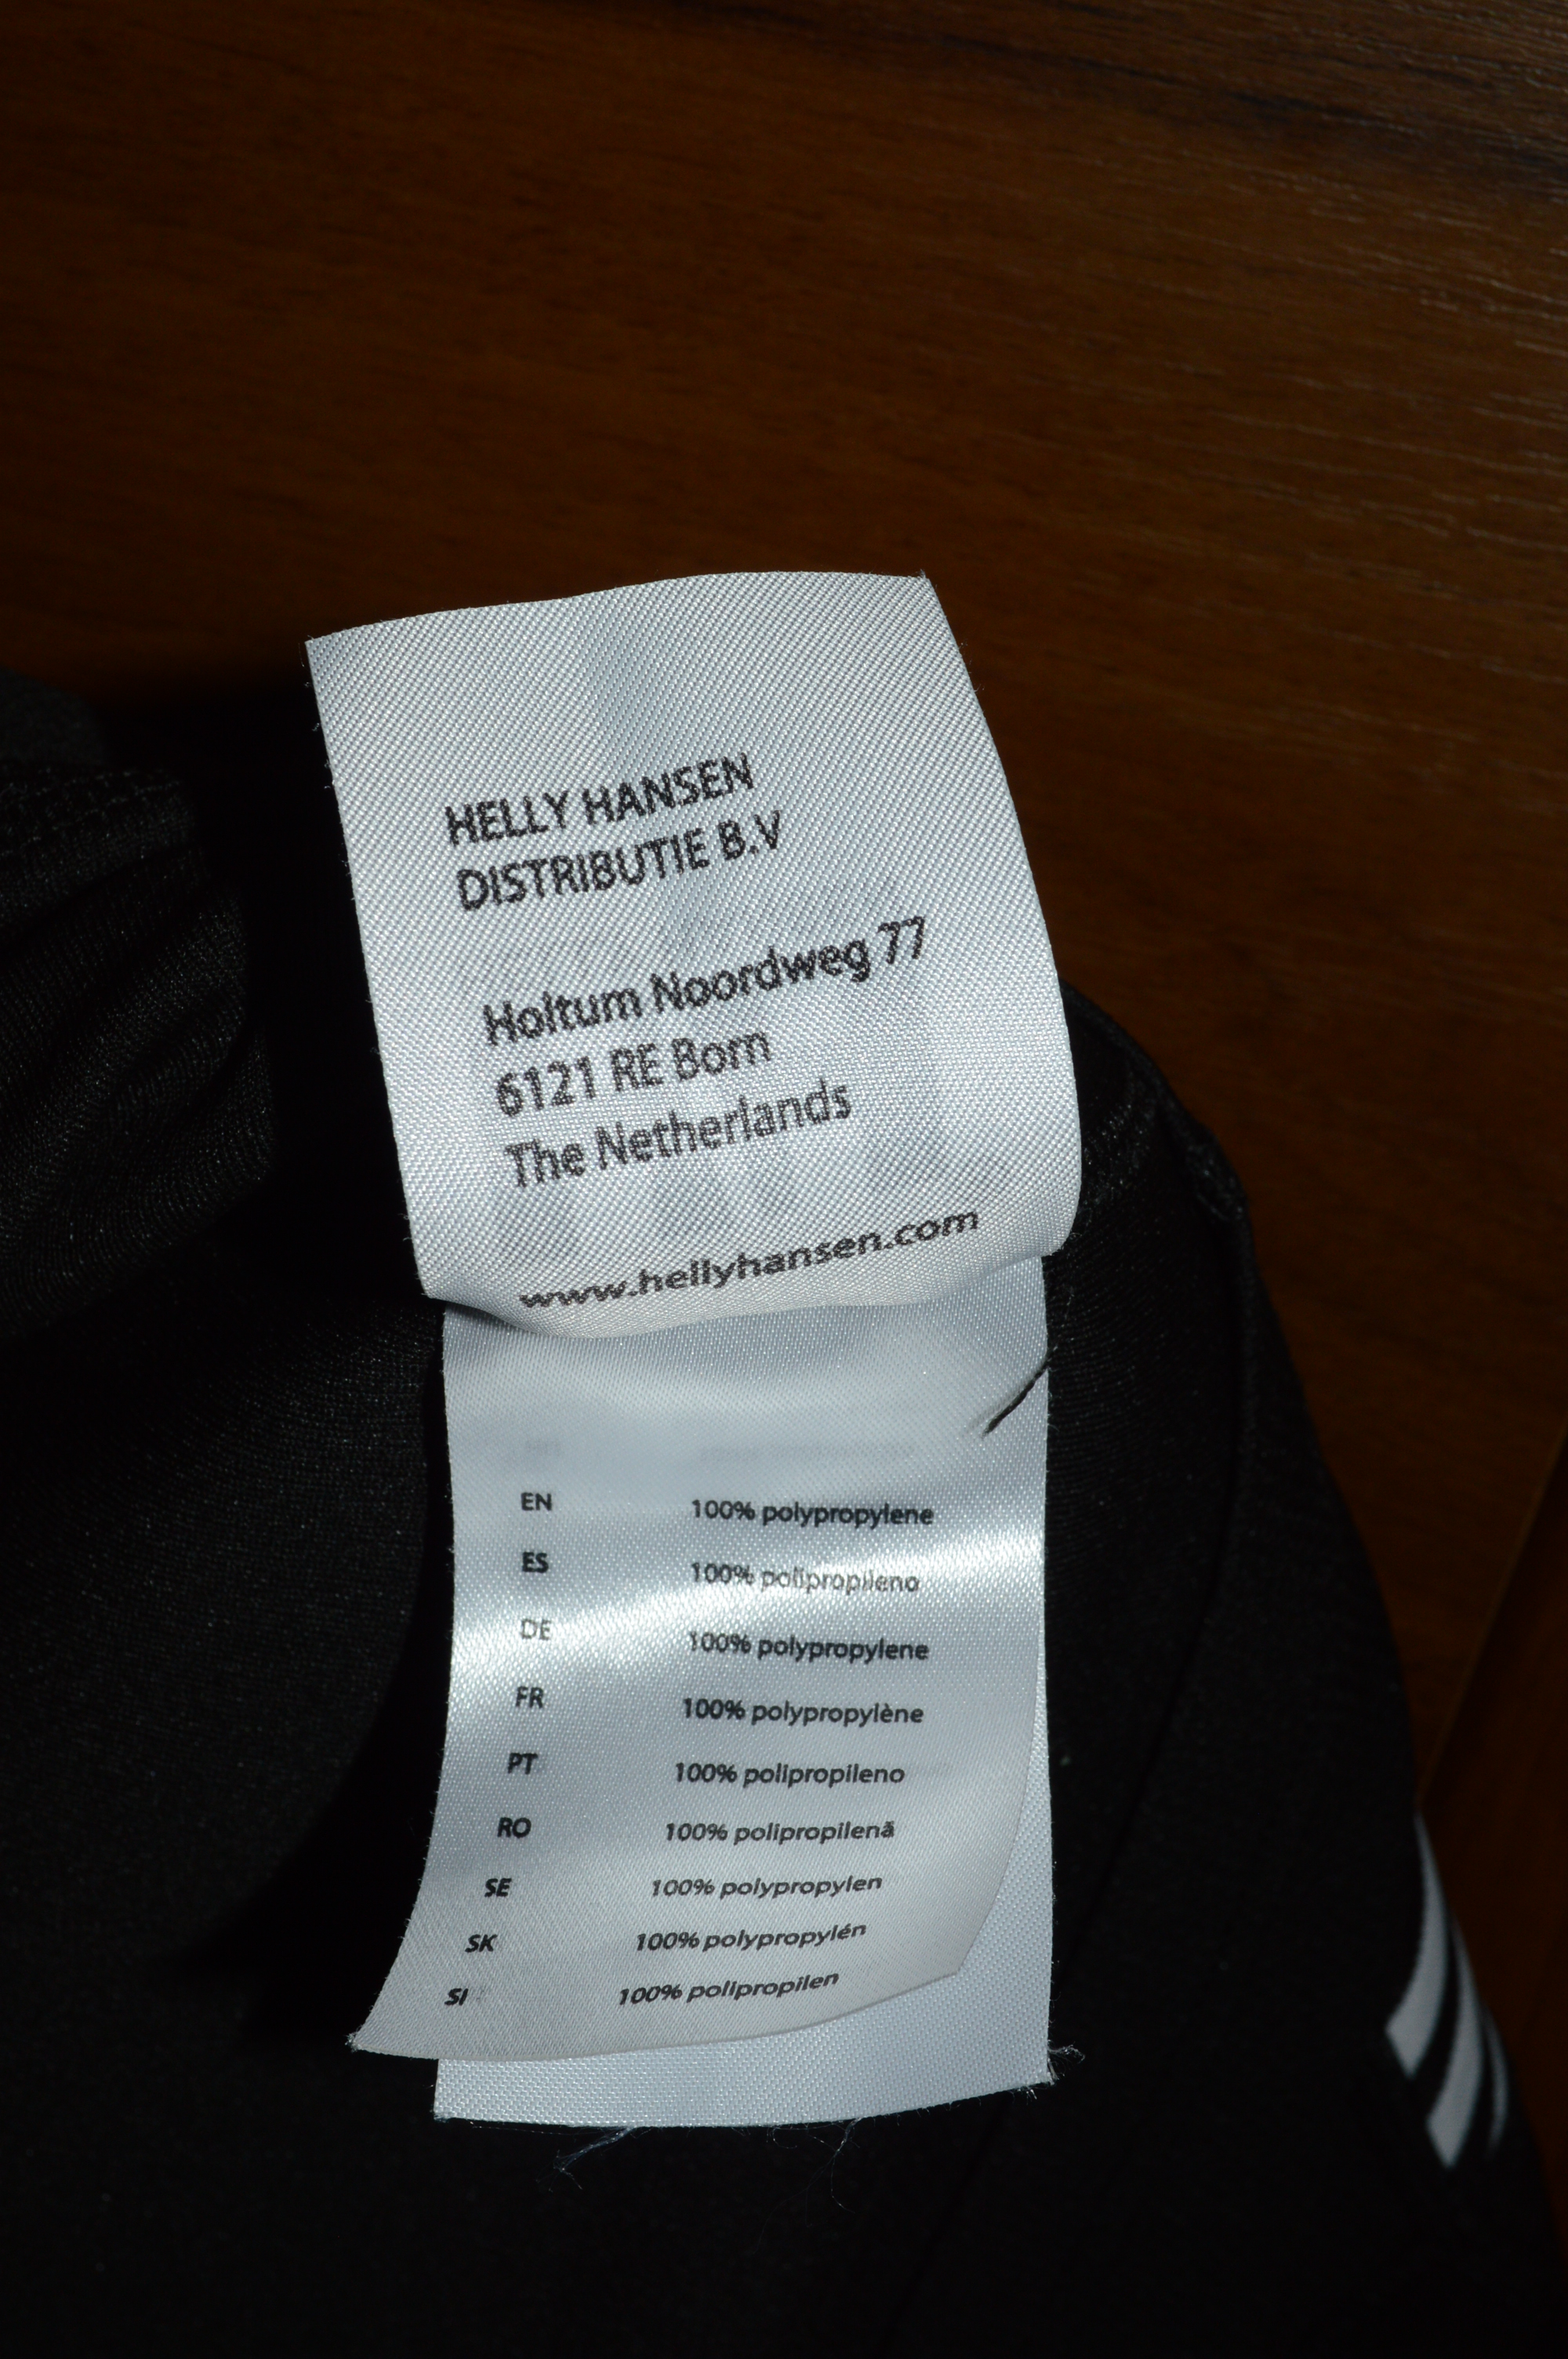 HELLY HANSEN
DISTRIBUTIE B.V
Holtum Noordweg 77
6121 RE Born
The Netherlands
www.hellyhansen.com
EN 100% polypropylene
ES 100% polipropileno
DE 100% polypropylene
FR 100% polypropylène
PT 100% polipropileno
RO 100% polipropilenă
SE 100% polypropylen
SK 100% polypropylén
SI 100% polipropilen